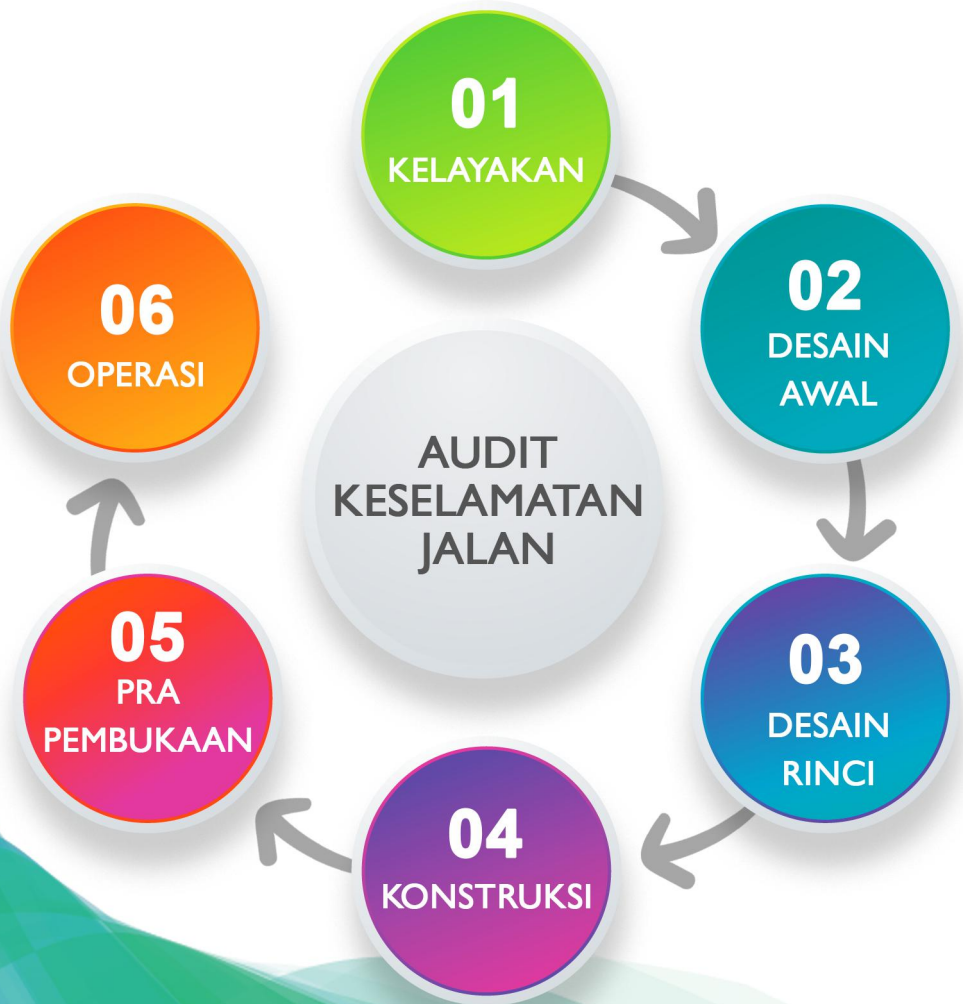 01
KELAYAKAN
02
DESAIN
AWAL
03
DESAIN
RINCI
04
KONSTRUKSI
05
PRA
PEMBUKAAN
06
OPERASI
AUDIT
KESELAMATAN
JALAN